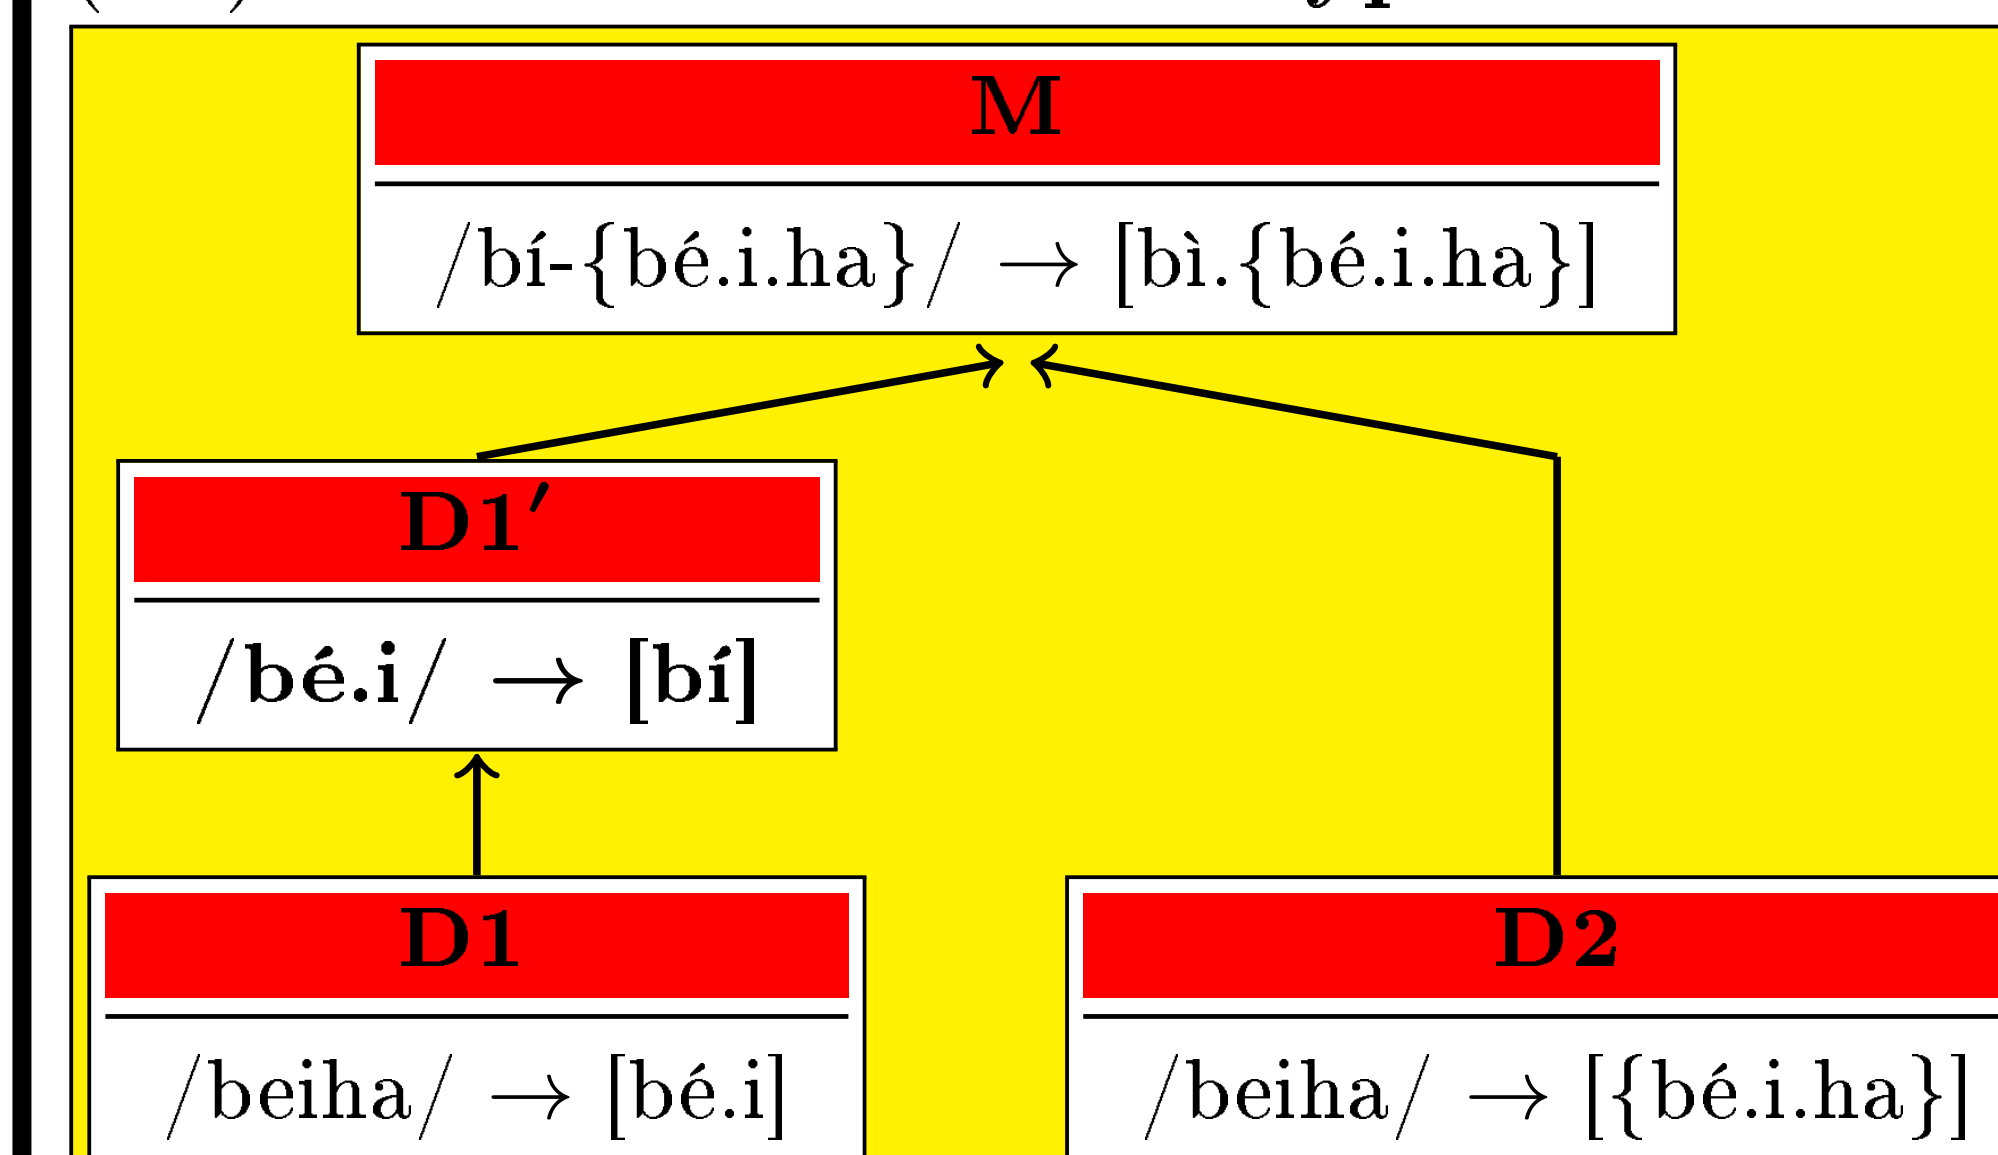 M
/bí-{bé.i.ha}/ → [bì.{bé.i.ha}]
D1′
/bé.i/ → [bí]
D1
D2
/beiha/ → [bé.i]
/beiha/ → [{bé.i.ha}]